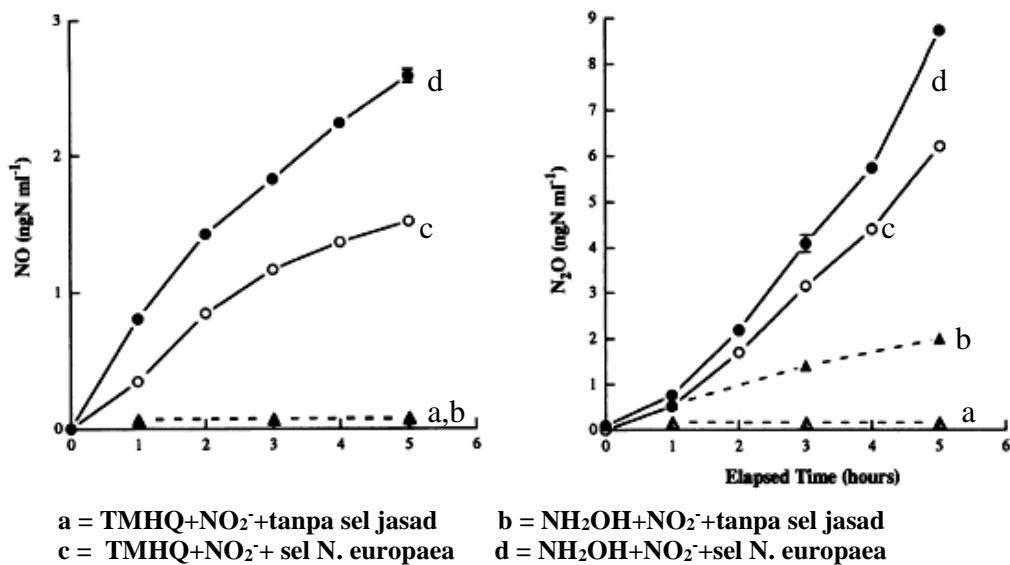 3
2
1
0
NO (ngN ml⁻¹)
0 1 2 3 4 5 6
d
c
a,b
9
8
7
6
5
4
3
2
1
0
N₂O (ngN ml⁻¹)
0 1 2 3 4 5 6
Elapsed Time (hours)
d
c
b
a
a = TMHQ+NO₂⁻+tanpa sel jasad b = NH₂OH+NO₂⁻+tanpa sel jasad
c = TMHQ+NO₂⁻+ sel N. europaea d = NH₂OH+NO₂⁻+sel N. europaea